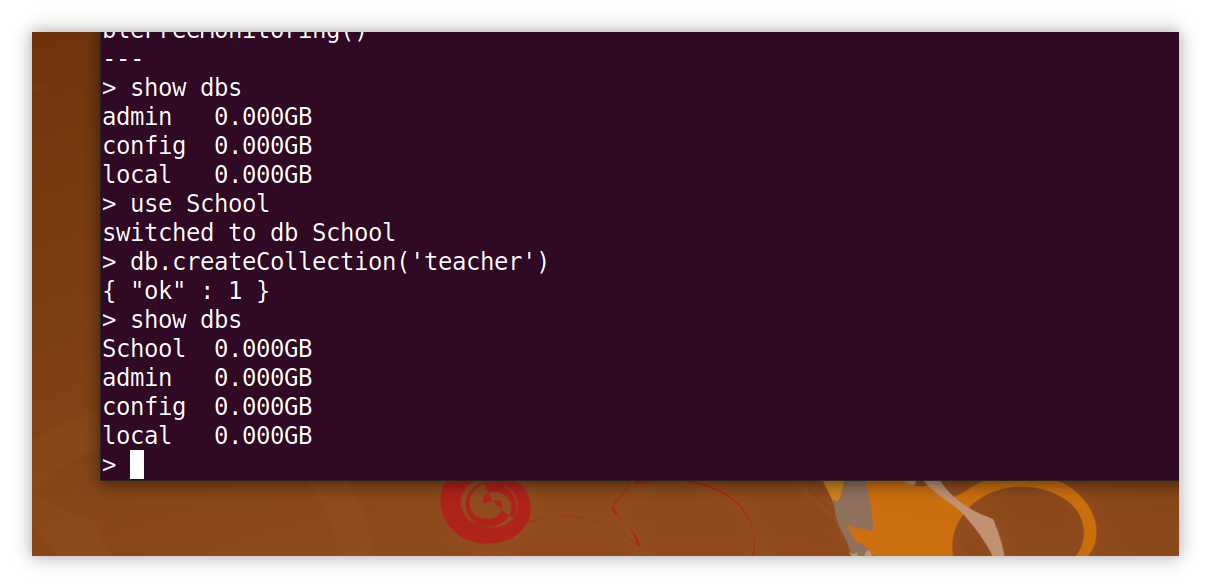 bleFreeMonitoring()
---
> show dbs
admin   0.000GB
config  0.000GB
local   0.000GB
> use School
switched to db School
> db.createCollection('teacher')
{ "ok" : 1 }
> show dbs
School  0.000GB
admin   0.000GB
config  0.000GB
local   0.000GB
>